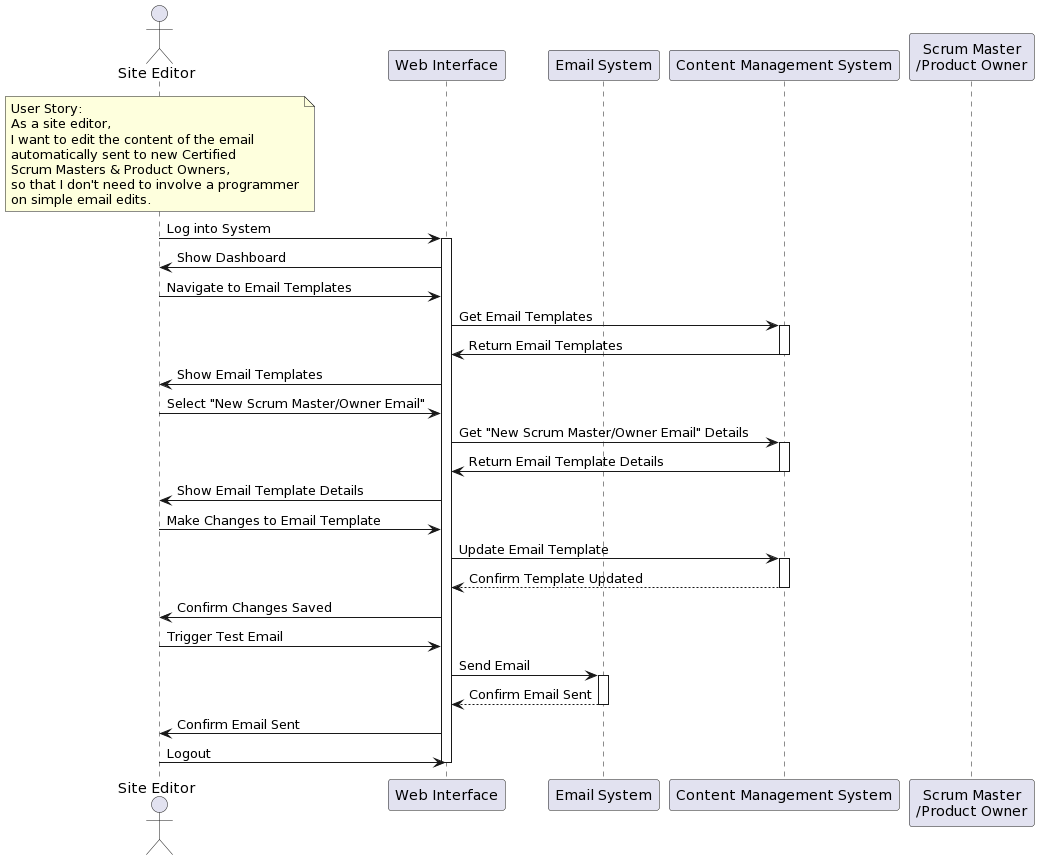 Site Editor
Web Interface
Email System
Content Management System
Scrum Master
/Product Owner
User Story:
As a site editor,
I want to edit the content of the email
automatically sent to new Certified
Scrum Masters & Product Owners,
so that I don't need to involve a programmer
on simple email edits.
Log into System
Show Dashboard
Navigate to Email Templates
Get Email Templates
Return Email Templates
Show Email Templates
Select "New Scrum Master/Owner Email"
Get "New Scrum Master/Owner Email" Details
Return Email Template Details
Show Email Template Details
Make Changes to Email Template
Update Email Template
Confirm Template Updated
Confirm Changes Saved
Trigger Test Email
Send Email
Confirm Email Sent
Confirm Email Sent
Logout
Site Editor
Web Interface
Email System
Content Management System
Scrum Master
/Product Owner